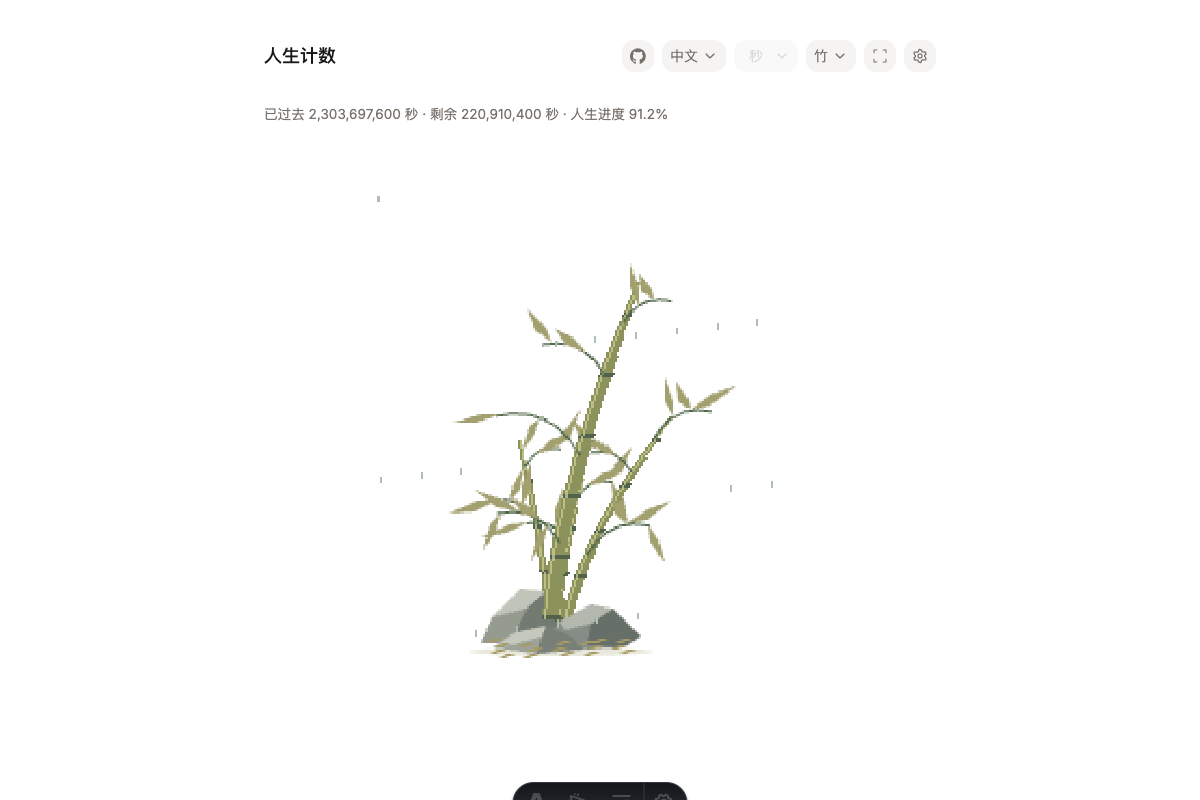 人生计数
中文
秒
竹
已过去 2,303,697,600 秒 · 剩余 220,910,400 秒 · 人生进度 91.2%